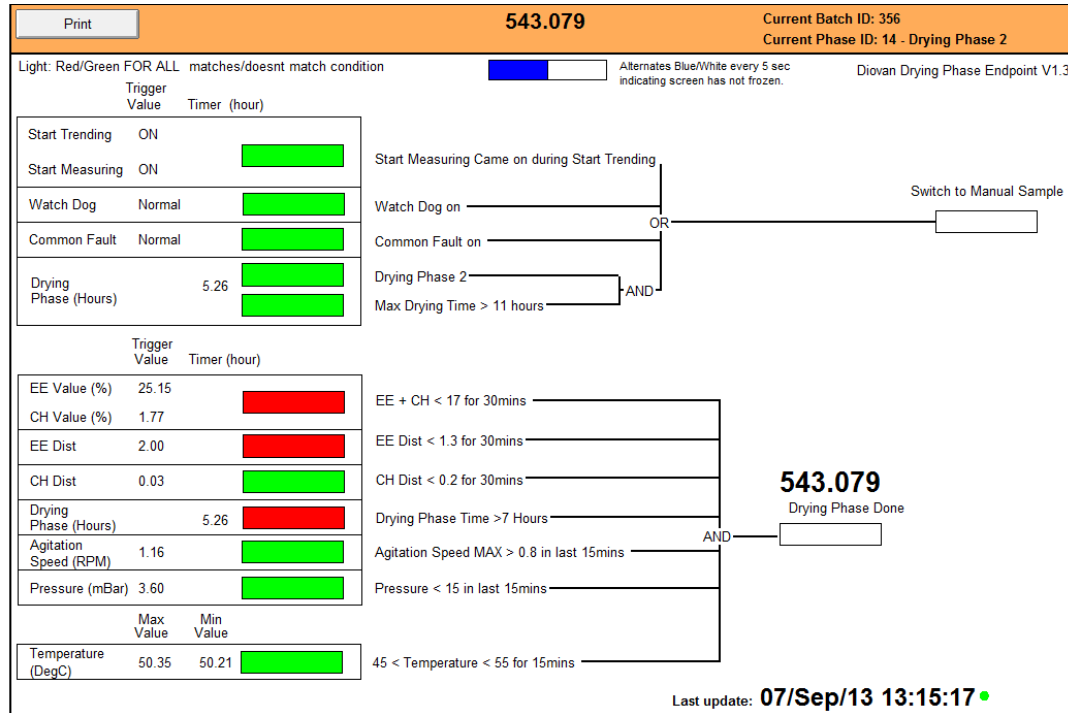 Print
543.079
Current Batch ID: 356
Current Phase ID: 14 - Drying Phase 2
Light: Red/Green FOR ALL matches/doesnt match condition
Alternates Blue/White every 5 sec
indicating screen has not frozen.
Diovan Drying Phase Endpoint V1.3
Trigger
Value
Timer (hour)
Start Trending ON
Start Measuring ON
Start Measuring Came on during Start Trending
Watch Dog Normal
Watch Dog on
Common Fault Normal
Common Fault on
Drying
Phase (Hours)
5.26
Drying Phase 2
Max Drying Time > 11 hours
AND
OR
Switch to Manual Sample
Trigger
Value
Timer (hour)
EE Value (%) 25.15
CH Value (%) 1.77
EE + CH < 17 for 30mins
EE Dist 2.00
EE Dist < 1.3 for 30mins
CH Dist 0.03
CH Dist < 0.2 for 30mins
Drying
Phase (Hours)
5.26
Drying Phase Time >7 Hours
Agitation
Speed (RPM)
1.16
Agitation Speed MAX > 0.8 in last 15mins
Pressure (mBar) 3.60
Pressure < 15 in last 15mins
AND
543.079
Drying Phase Done
Max
Value
Min
Value
Temperature
(DegC)
50.35 50.21
45 < Temperature < 55 for 15mins
Last update: 07/Sep/13 13:15:17